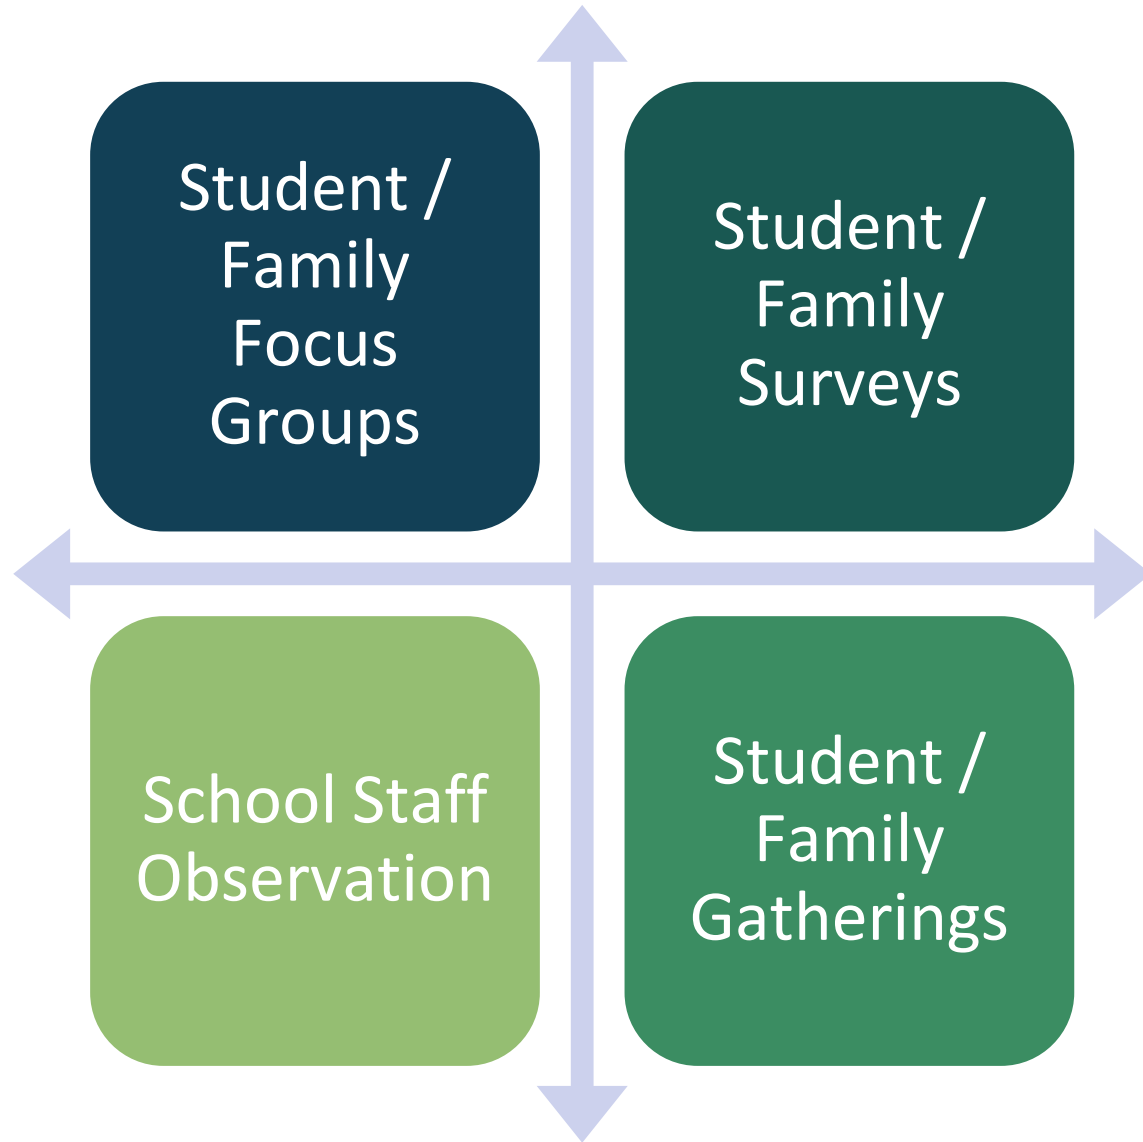 Student /
Family
Focus
Groups
Student /
Family
Surveys
School Staff
Observation
Student /
Family
Gatherings